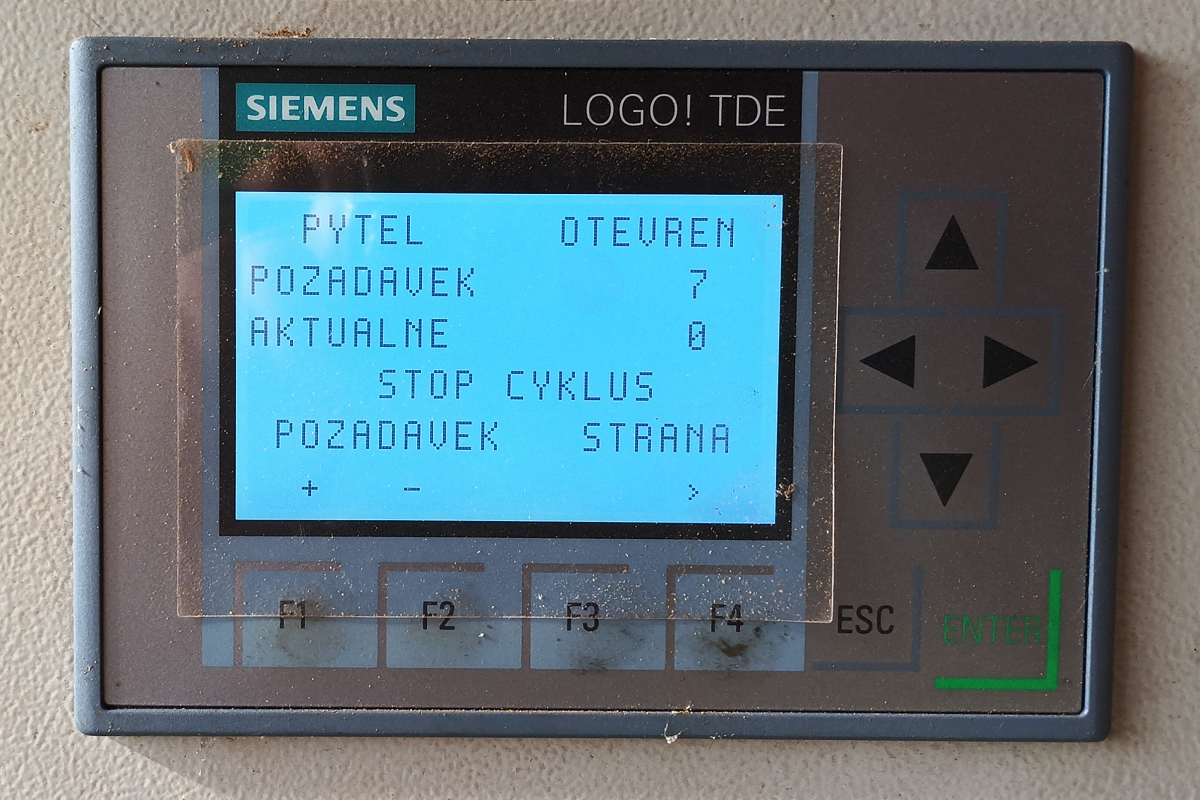 SIEMENS LOGO! TDE
PYTEL OTEVREN
POZADAVEK 7
AKTUALNE 0
STOP CYKLUS
POZADAVEK STRANA
+ - >
F1 F2 F3 F4 ESC ENTER